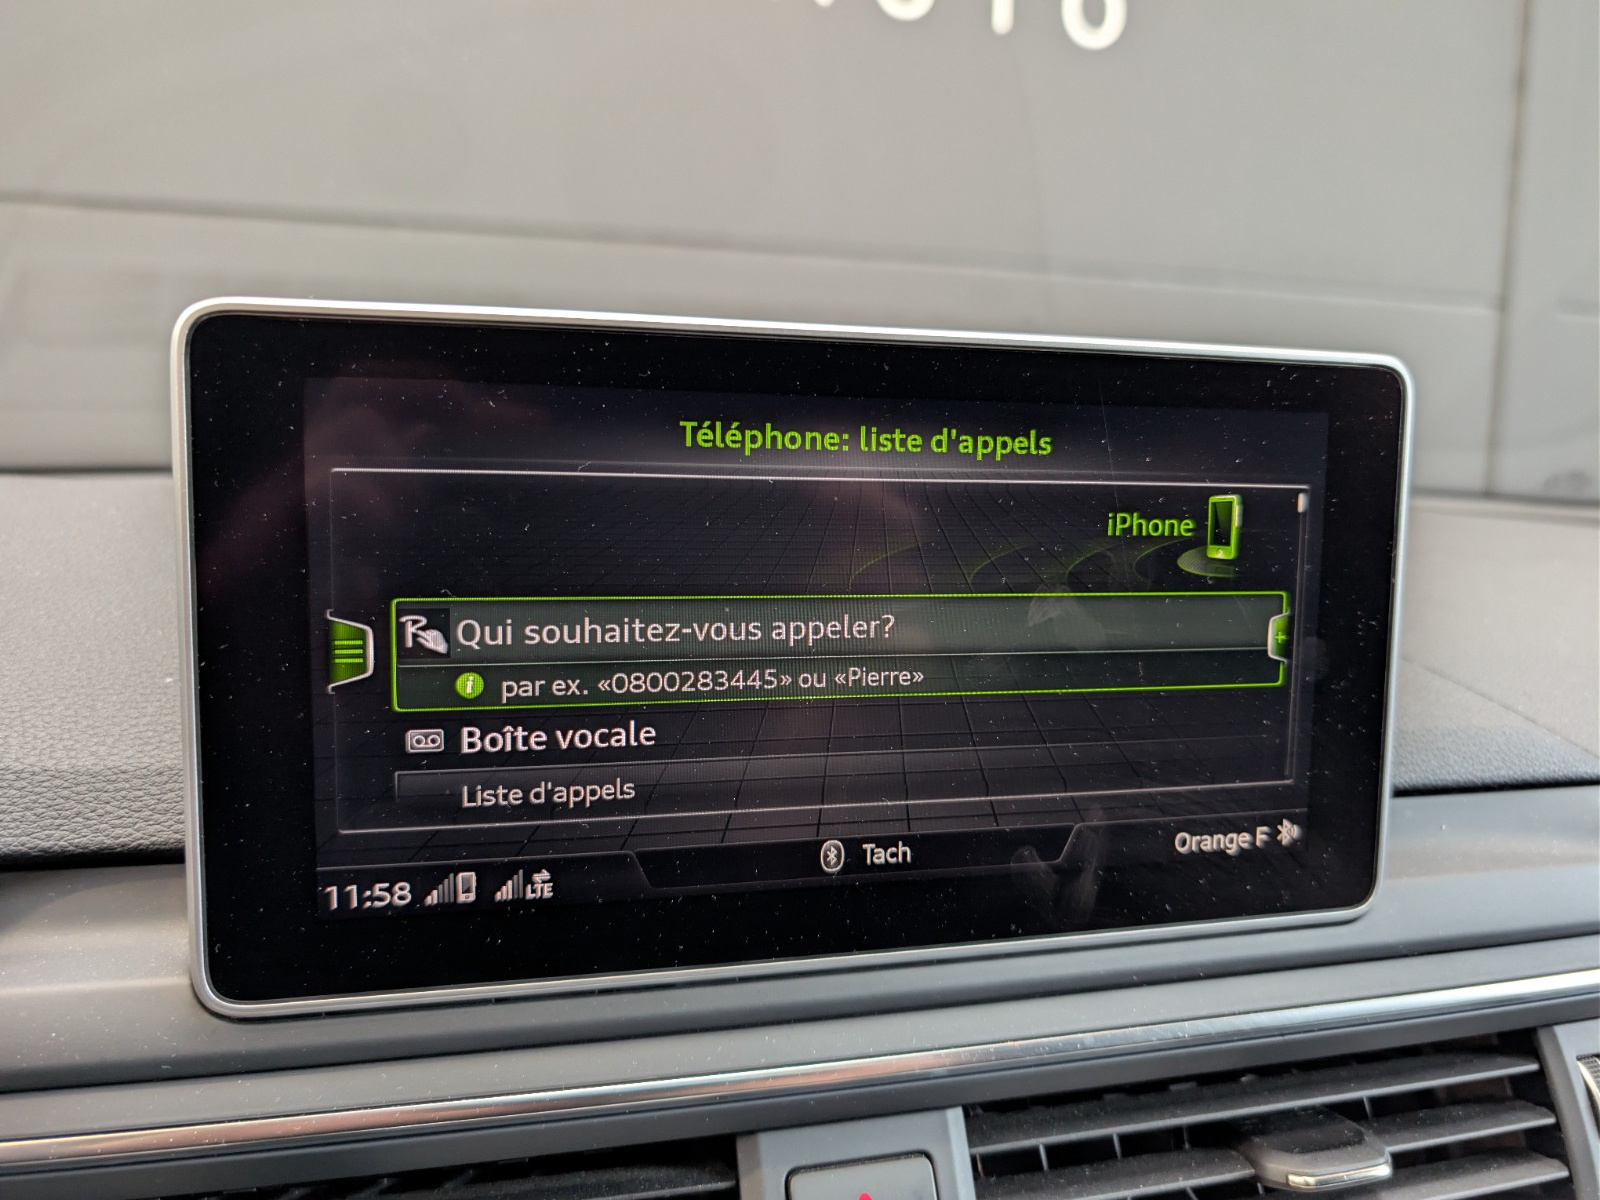 Téléphone: liste d'appels
iPhone
Qui souhaitez-vous appeler?
i par ex. «0800283445» ou «Pierre»
Boîte vocale
Liste d'appels
11:58 LTE
Tach
Orange F